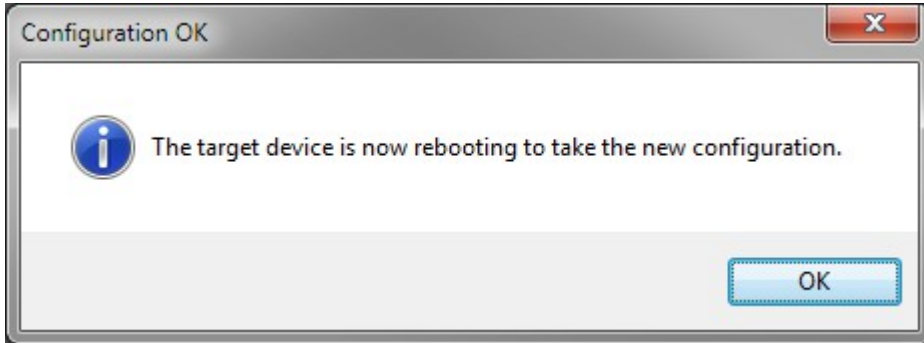 Configuration OK
The target device is now rebooting to take the new configuration.
OK